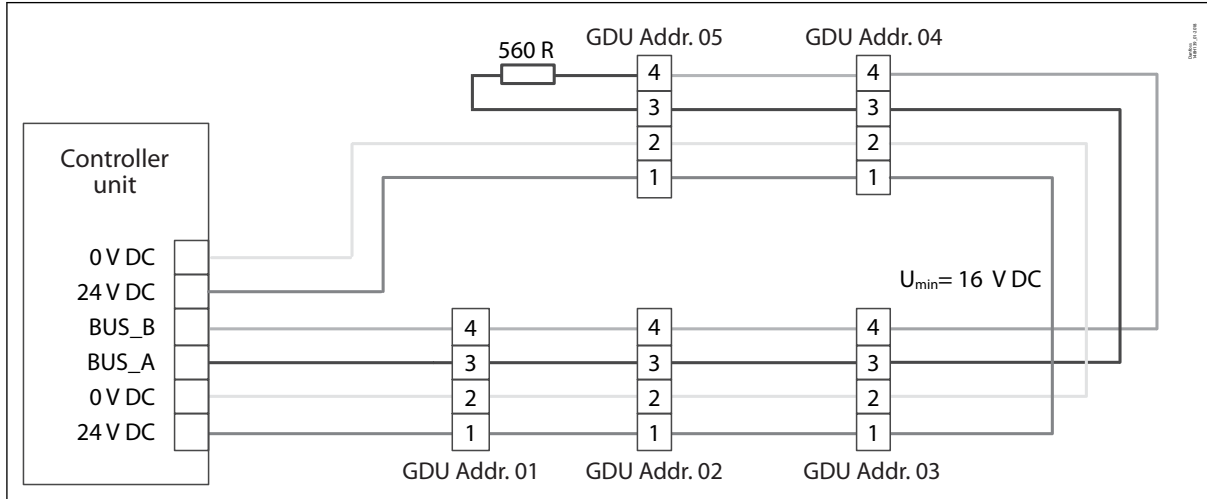 GDU Addr. 05
GDU Addr. 04
560 R
4
4
3
3
2
2
1
1
Controller
unit
0 V DC
24 V DC
BUS_B
BUS_A
0 V DC
24 V DC
Umin= 16 V DC
4
4
4
3
3
3
2
2
2
1
1
1
GDU Addr. 01
GDU Addr. 02
GDU Addr. 03
Danfoss